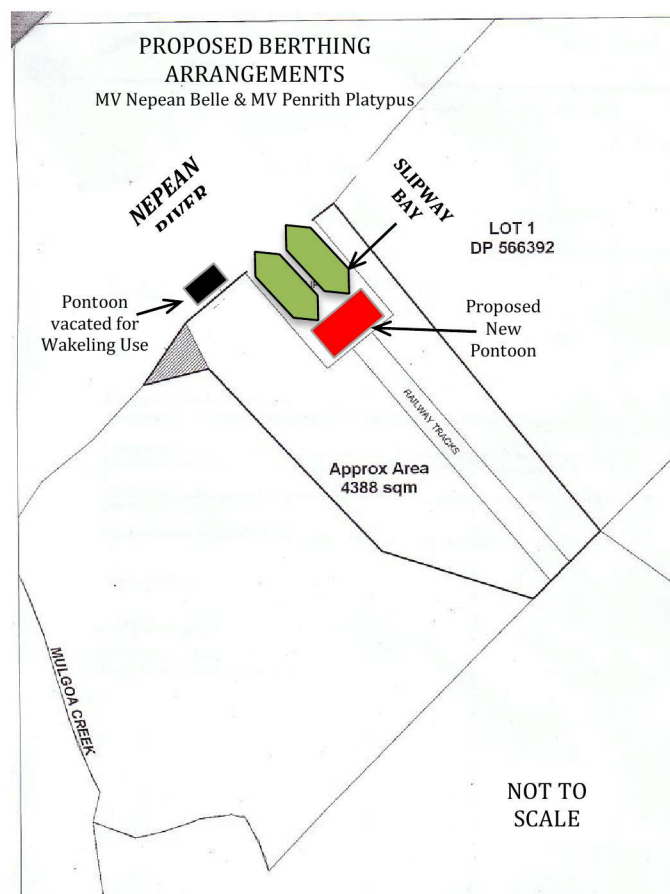 PROPOSED BERTHING
ARRANGEMENTS
MV Nepean Belle & MV Penrith Platypus
NEPEAN
RIVER
SLIPWAY
BAY
LOT 1
DP 566392
Pontoon
vacated for
Wakeling Use
Proposed
New
Pontoon
RAILWAY TRACKS
Approx Area
4388 sqm
MULGOA CREEK
NOT TO
SCALE